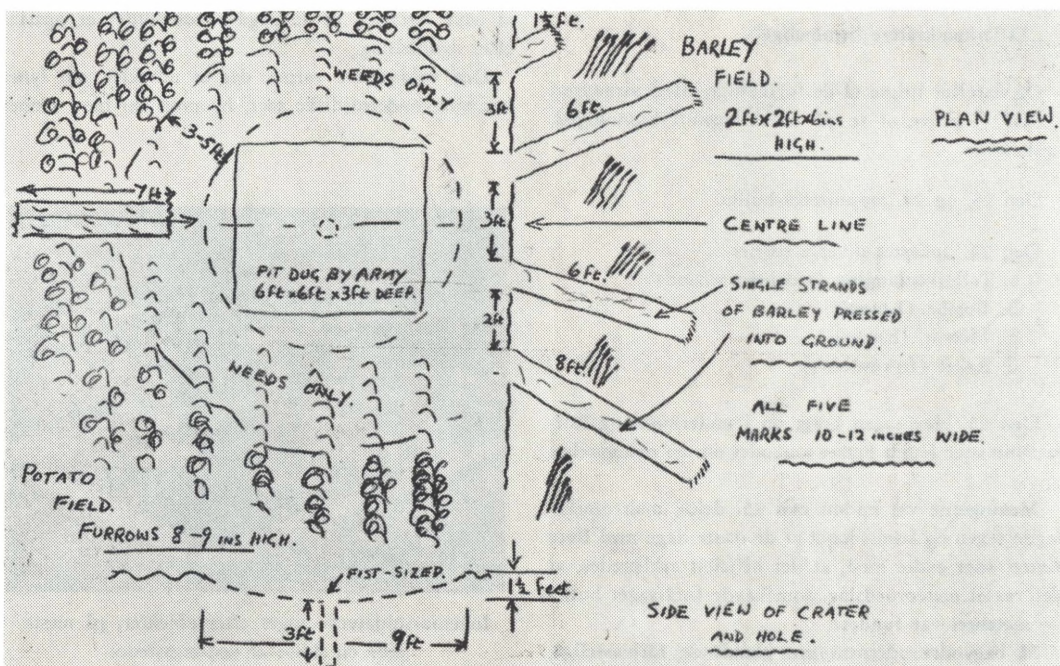 1½ft.
WEEDS ONLY
BARLEY
FIELD.
2ft x 2ft x 6ins
HIGH.
PLAN VIEW.
3ft
6ft.
3-5ft
7ft
3ft
CENTRE LINE
PIT DUG BY ARMY
6ft x 6ft x 3ft DEEP.
6ft.
SINGLE STRANDS
OF BARLEY PRESSED
INTO GROUND.
2ft
8ft.
WEEDS
ONLY.
ALL FIVE
MARKS 10-12 INCHES WIDE.
POTATO
FIELD.
FURROWS 8-9 INS HIGH.
FIST-SIZED.
1½ Feet.
3ft
9ft
SIDE VIEW OF CRATER
AND HOLE.